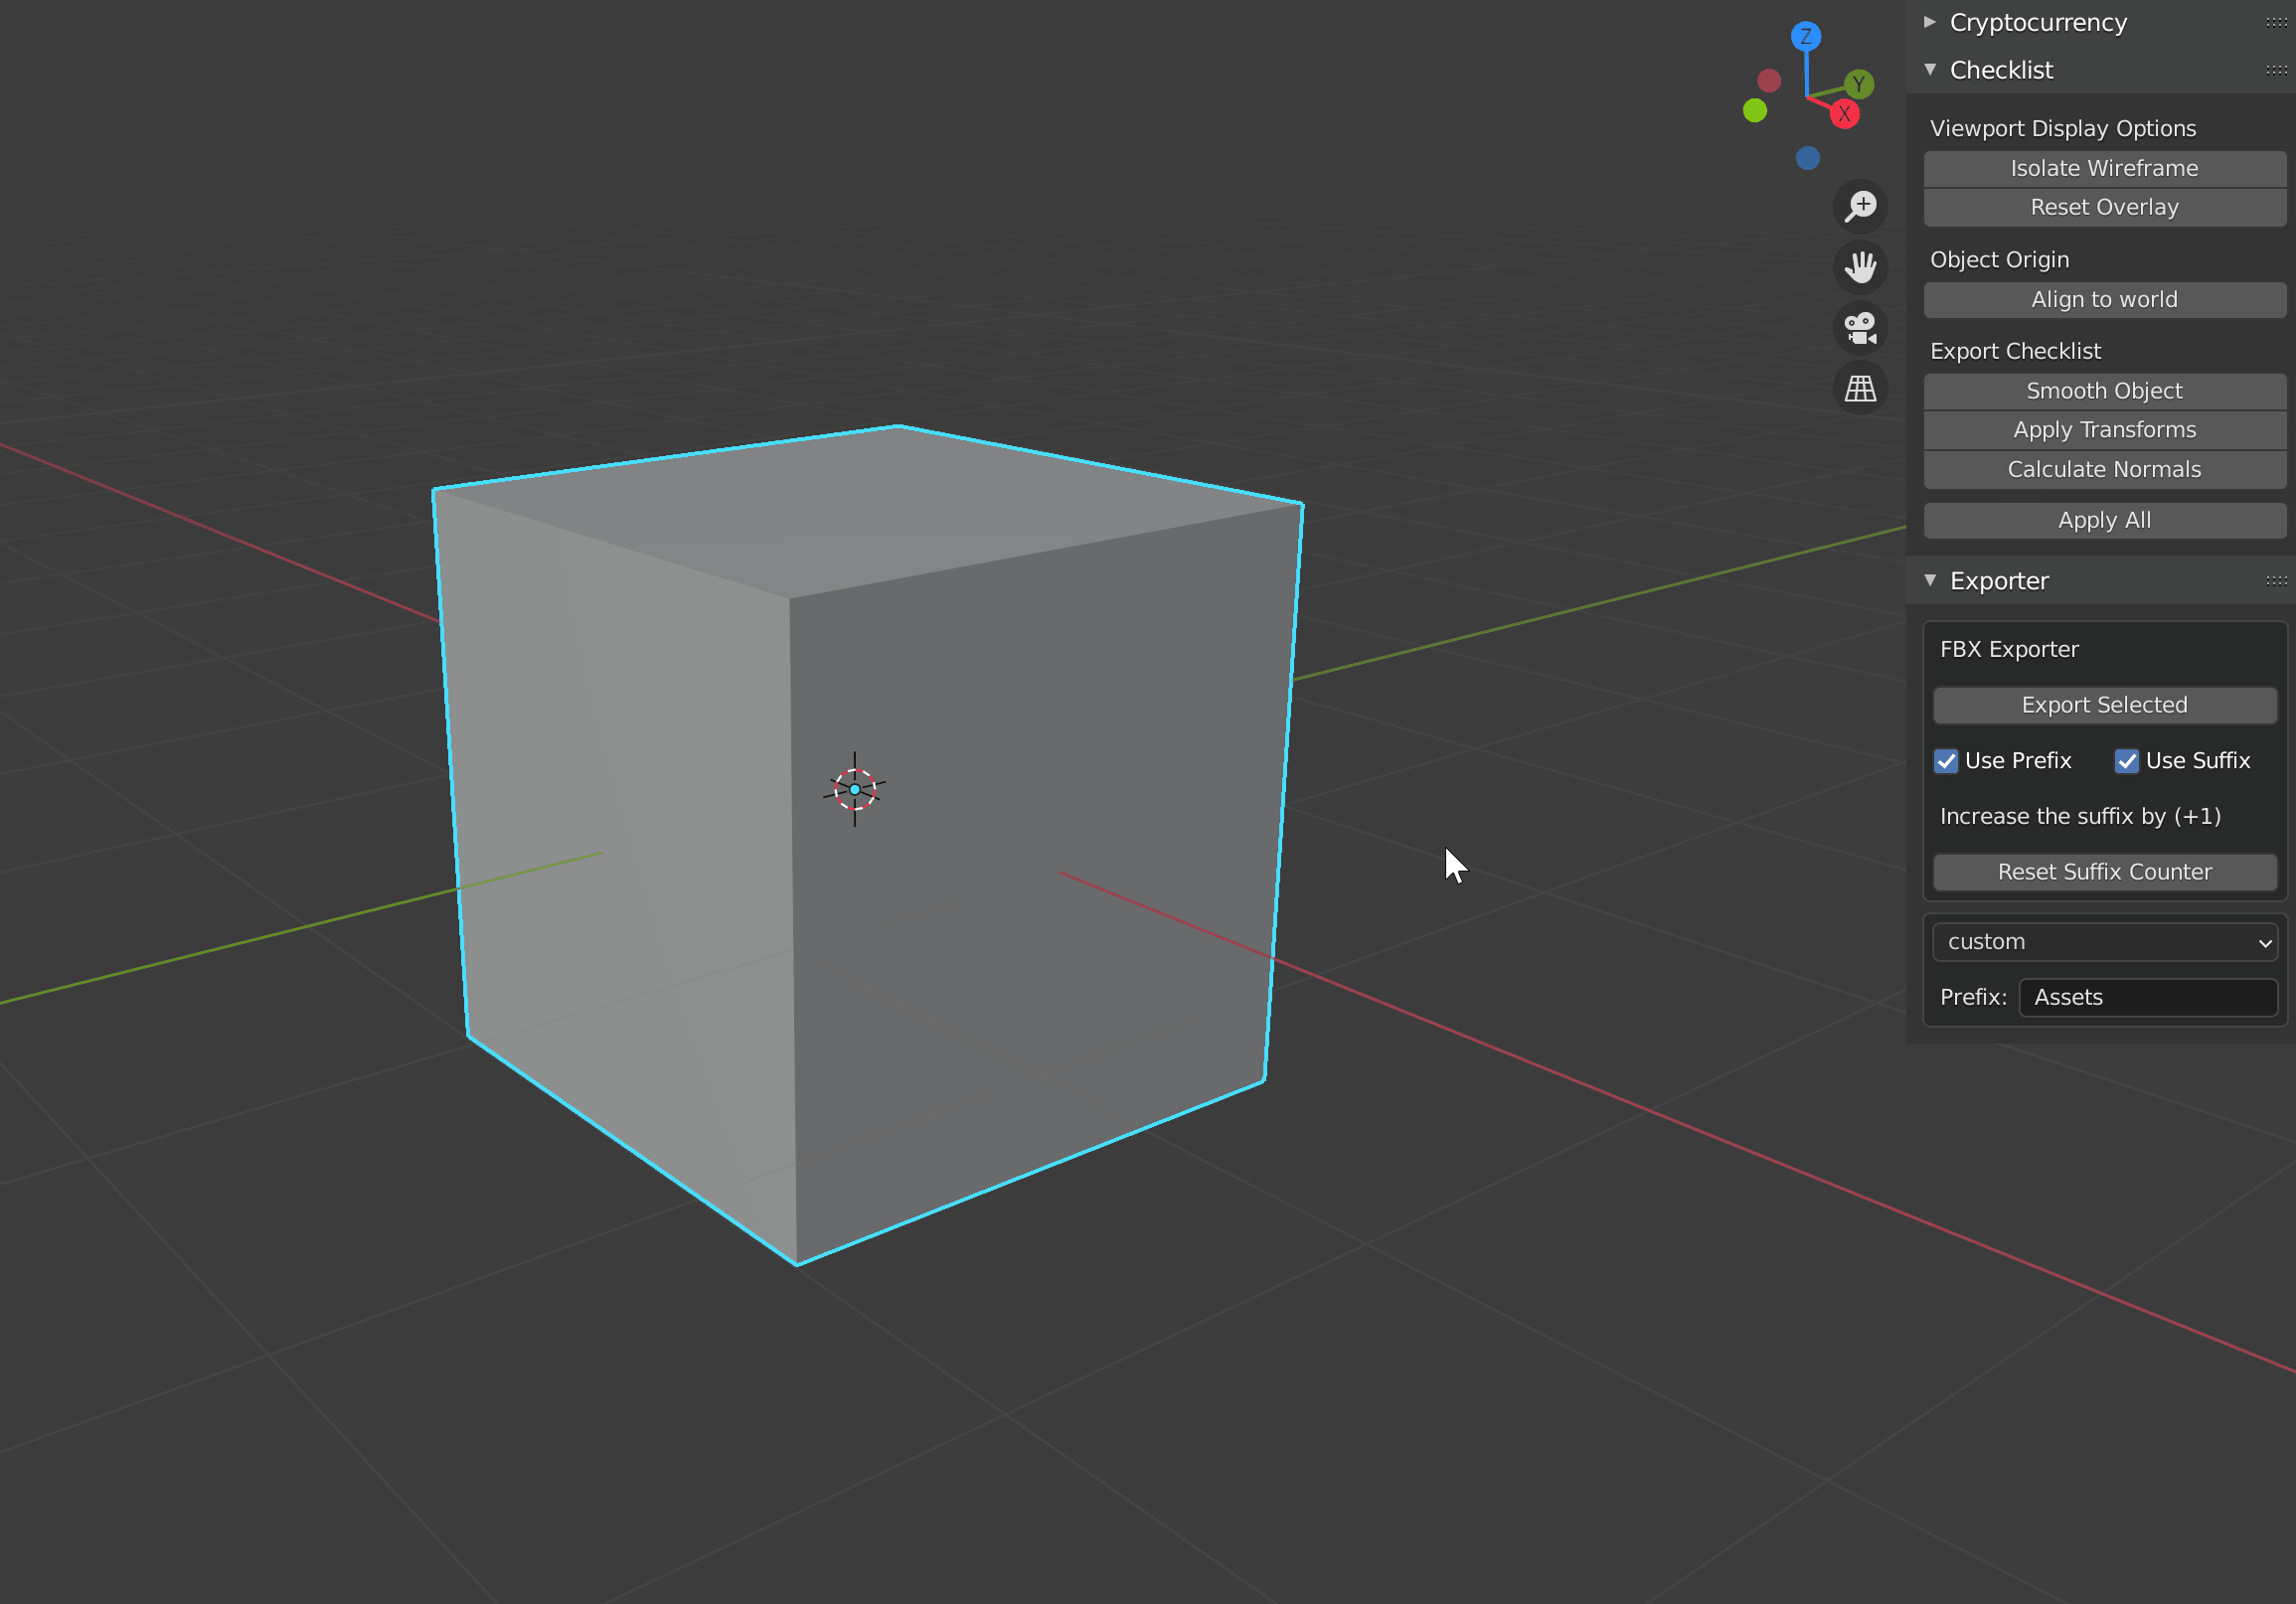 Cryptocurrency
Checklist
Z
Y
X
Viewport Display Options
Isolate Wireframe
Reset Overlay
Object Origin
Align to world
Export Checklist
Smooth Object
Apply Transforms
Calculate Normals
Apply All
Exporter
FBX Exporter
Export Selected
Use Prefix Use Suffix
Increase the suffix by (+1)
Reset Suffix Counter
custom
Prefix: Assets